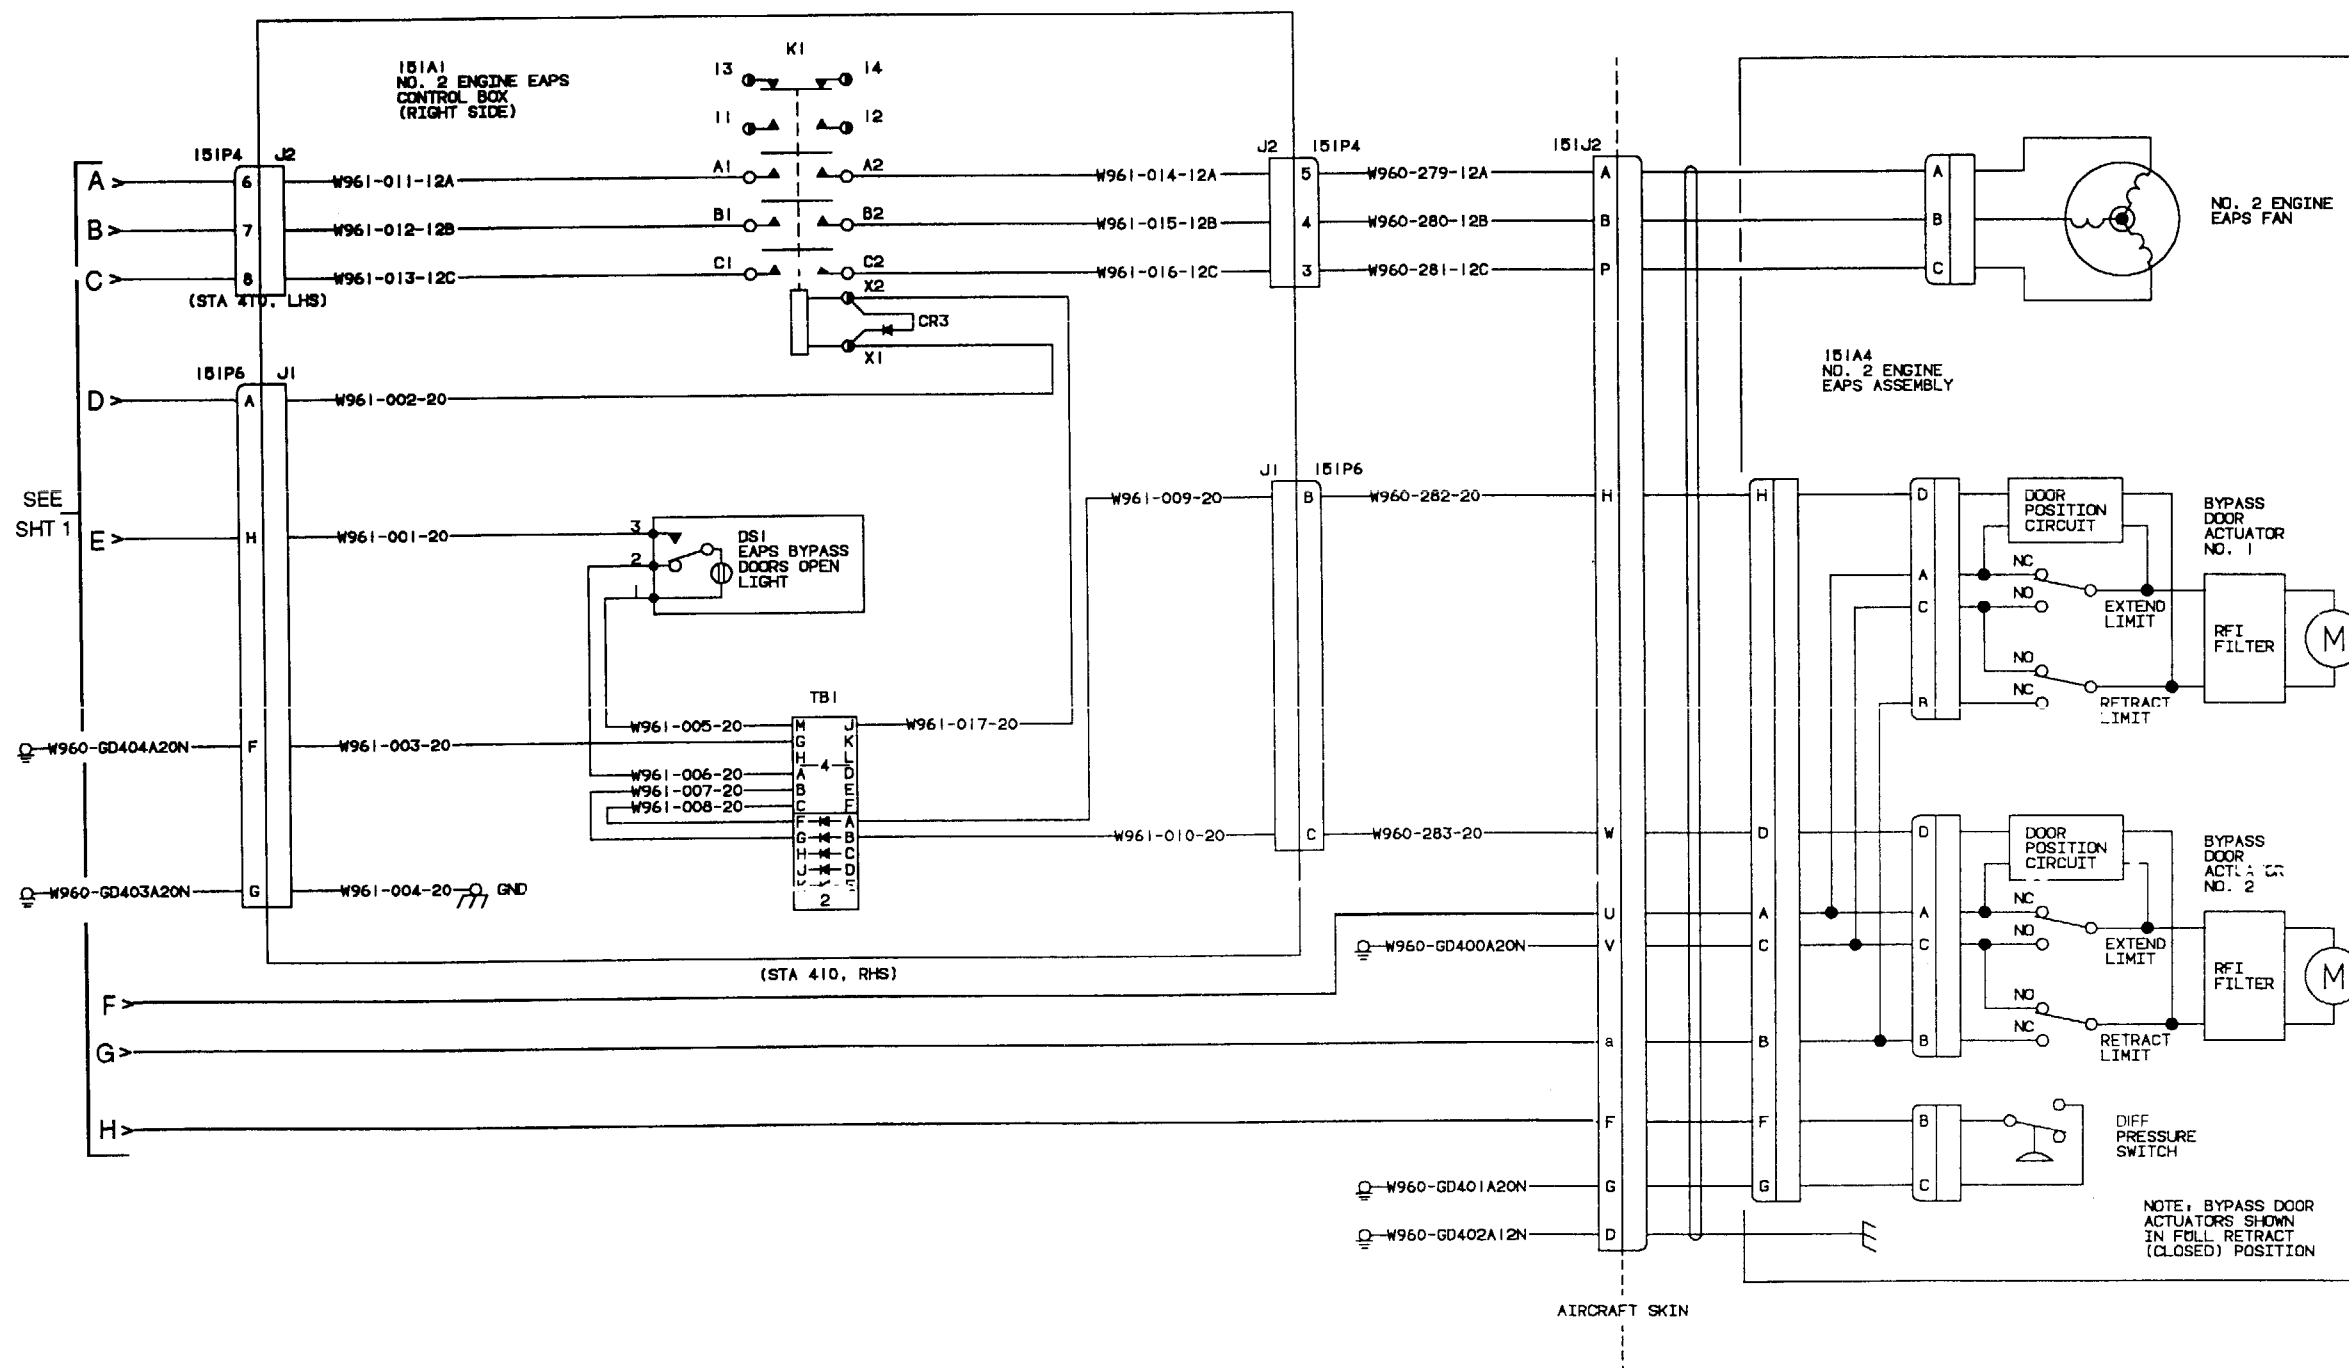 K1
13
14
151A1
NO. 2 ENGINE EAPS
CONTROL BOX
(RIGHT SIDE)
11
12
151P4
J2
J2
151P4
151J2
A
6
W961-011-12A
A1
A2
W961-014-12A
5
W960-279-12A
A
A
B
7
W961-012-12B
B1
B2
W961-015-12B
4
W960-280-12B
B
B
NO. 2 ENGINE
EAPS FAN
C
8
W961-013-12C
C1
C2
W961-016-12C
3
W960-281-12C
P
C
(STA 410, LHS)
X2
CR3
X1
151A4
NO. 2 ENGINE
EAPS ASSEMBLY
151P6
J1
D
A
W961-002-20
J1
151P6
W961-009-20
B
W960-282-20
H
H
D
DOOR
POSITION
CIRCUIT
BYPASS
DOOR
ACTUATOR
NO. 1
SEE
SHT 1
E
H
W961-001-20
3
2
1
DS1
EAPS BYPASS
DOORS OPEN
LIGHT
A
NC
C
NO
EXTEND
LIMIT
RFI
FILTER
M
NO
NC
B
RETRACT
LIMIT
TB1
W961-005-20
M
J
W961-017-20
W960-GD404A20N
F
W961-003-20
G
K
H
L
4
W961-006-20
A
D
W961-007-20
B
E
W961-008-20
C
F
F
A
G
B
W961-010-20
C
W960-283-20
W
D
D
H
C
J
D
K
E
2
DOOR
POSITION
CIRCUIT
BYPASS
DOOR
NO. 2
W960-GD403A20N
G
W961-004-20
GND
U
A
A
NC
W960-GD400A20N
V
C
C
NO
EXTEND
LIMIT
RFI
FILTER
M
(STA 410, RHS)
F
NO
NC
G
a
B
B
RETRACT
LIMIT
H
F
F
B
DIFF
PRESSURE
SWITCH
W960-GD401A20N
G
G
C
W960-GD402A12N
D
NOTE: BYPASS DOOR
ACTUATORS SHOWN
IN FULL RETRACT
(CLOSED) POSITION
AIRCRAFT SKIN